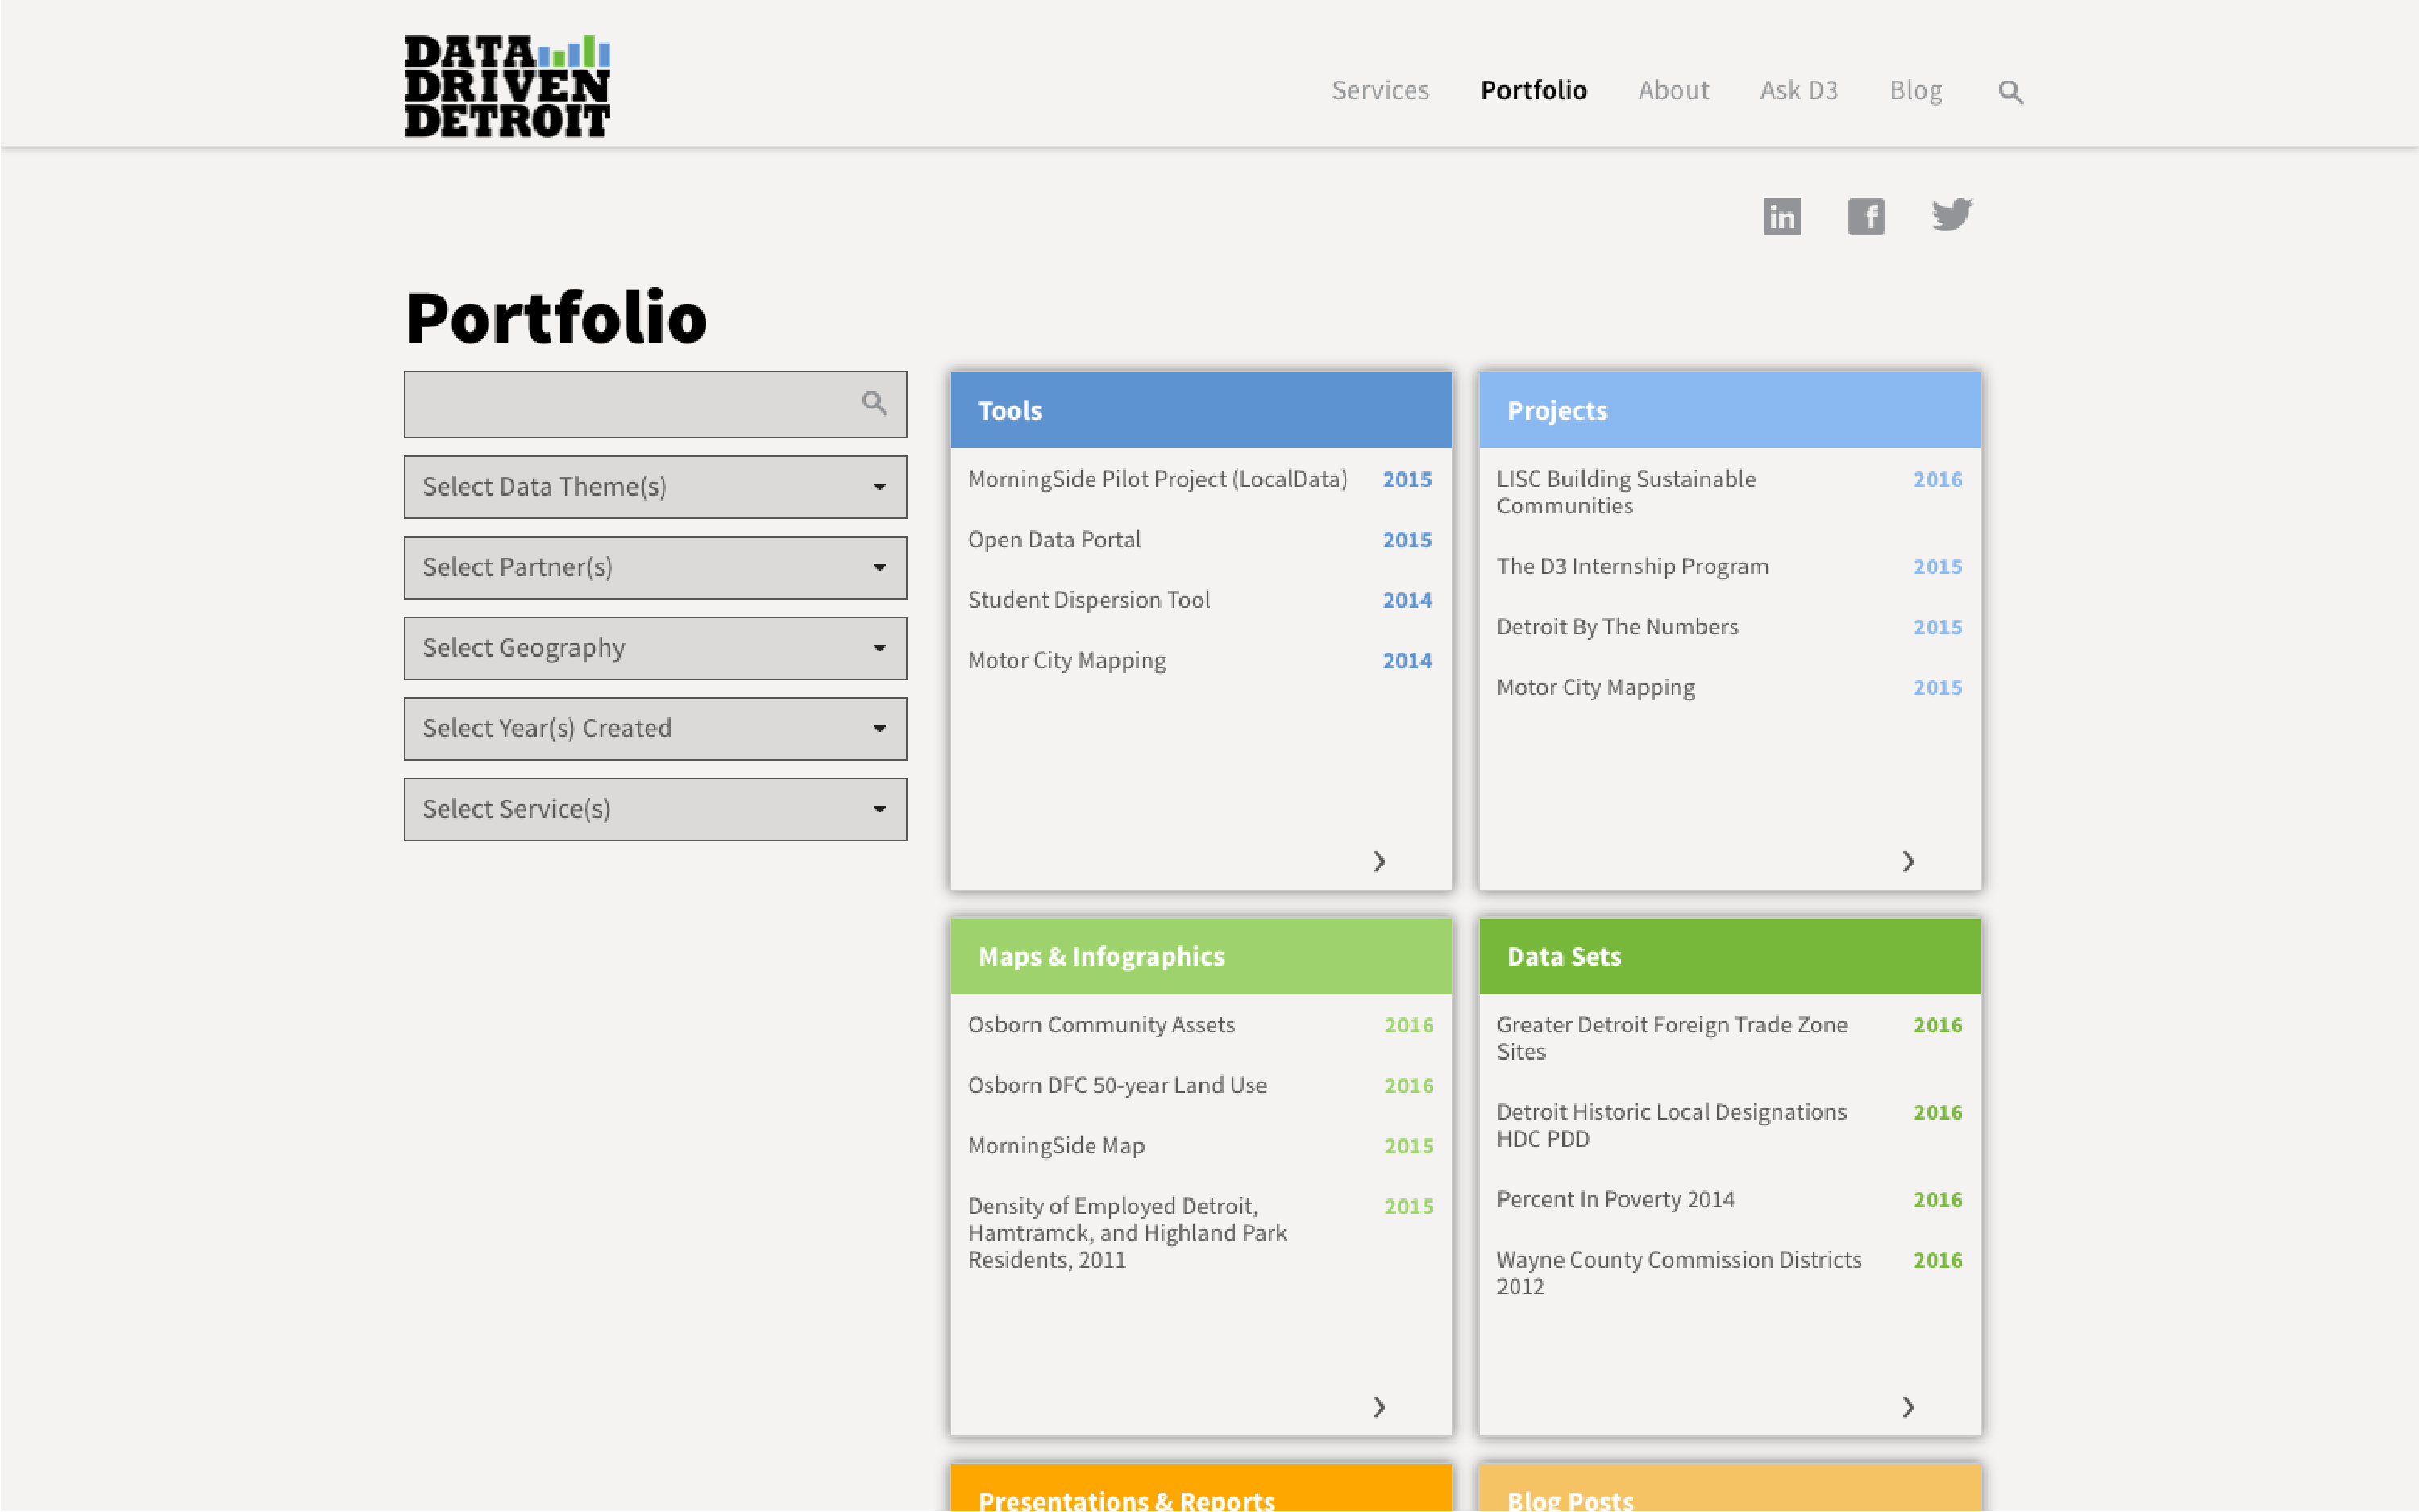 DATA
DRIVEN
DETROIT
Services Portfolio About Ask D3 Blog
in f
Portfolio
Select Data Theme(s)
Select Partner(s)
Select Geography
Select Year(s) Created
Select Service(s)
Tools
MorningSide Pilot Project (LocalData) 2015
Open Data Portal 2015
Student Dispersion Tool 2014
Motor City Mapping 2014
Projects
LISC Building Sustainable 2016
Communities
The D3 Internship Program 2015
Detroit By The Numbers 2015
Motor City Mapping 2015
Maps & Infographics
Osborn Community Assets 2016
Osborn DFC 50-year Land Use 2016
MorningSide Map 2015
Density of Employed Detroit, 2015
Hamtramck, and Highland Park
Residents, 2011
Data Sets
Greater Detroit Foreign Trade Zone 2016
Sites
Detroit Historic Local Designations 2016
HDC PDD
Percent In Poverty 2014 2016
Wayne County Commission Districts 2016
2012
Presentations & Reports
Blog Posts